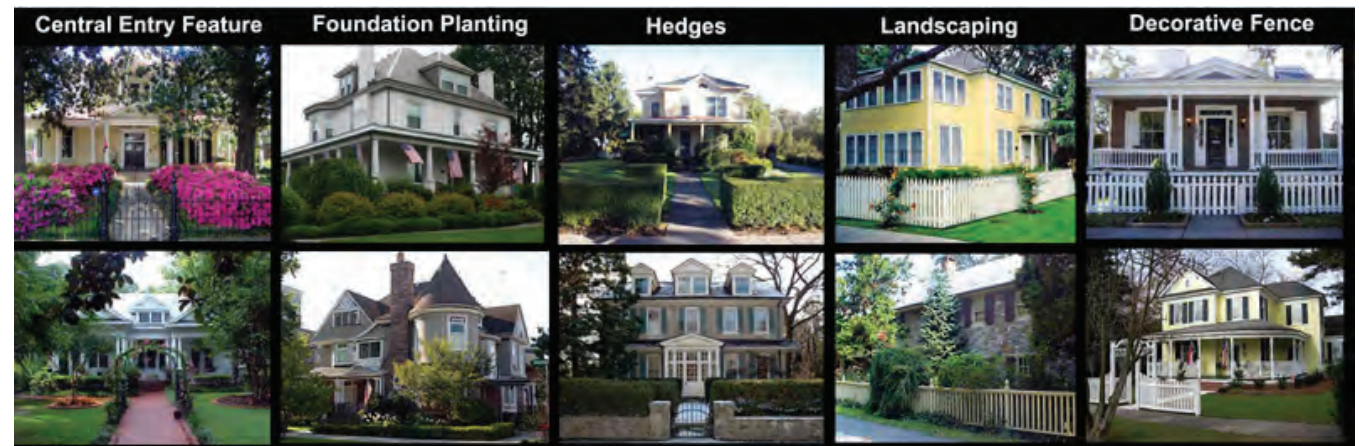 Central Entry Feature
Foundation Planting
Hedges
Landscaping
Decorative Fence